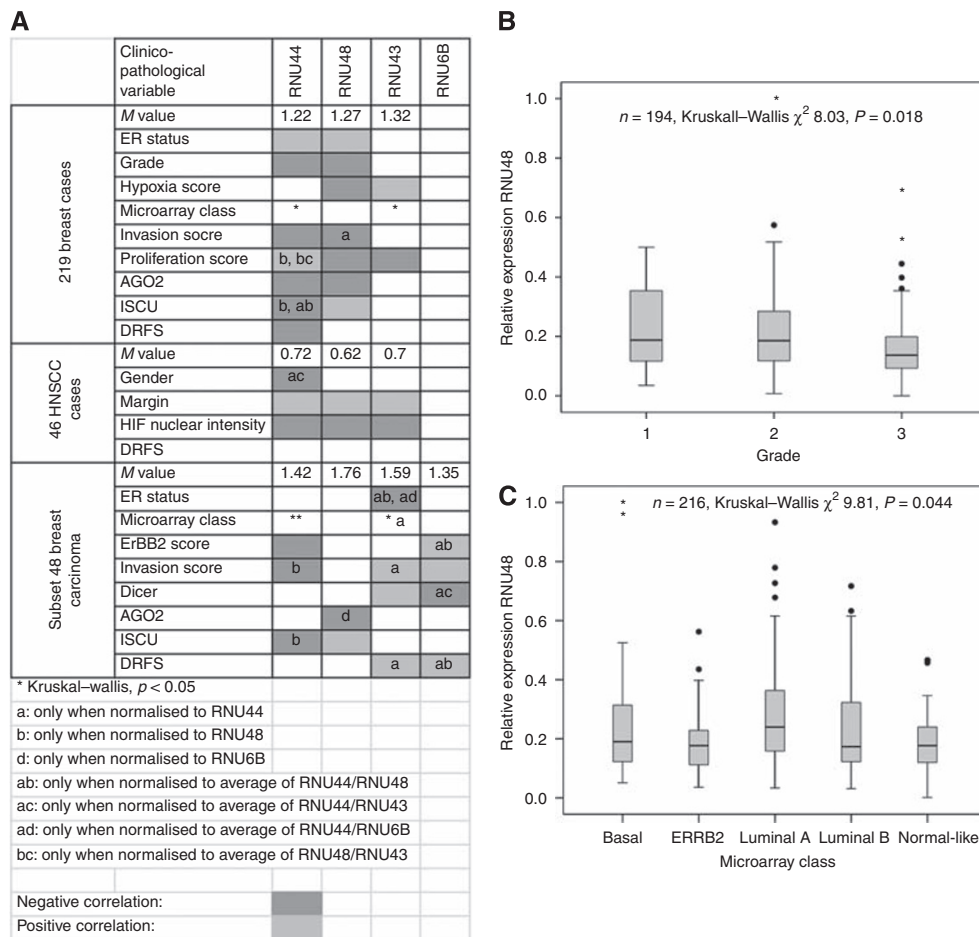 A
Clinico-pathological variable RNU44 RNU48 RNU43 RNU6B
219 breast cases
M value 1.22 1.27 1.32
ER status
Grade
Hypoxia score
Microarray class * *
Invasion socre a
Proliferation score b, bc
AGO2
ISCU b, ab
DRFS
46 HNSCC cases
M value 0.72 0.62 0.7
Gender ac
Margin
HIF nuclear intensity
DRFS
Subset 48 breast carcinoma
M value 1.42 1.76 1.59 1.35
ER status ab, ad
Microarray class ** * a
ErBB2 score ab
Invasion score b a
Dicer ac
AGO2 d
ISCU b
DRFS a ab
* Kruskal–wallis, p < 0.05
a: only when normalised to RNU44
b: only when normalised to RNU48
d: only when normalised to RNU6B
ab: only when normalised to average of RNU44/RNU48
ac: only when normalised to average of RNU44/RNU43
ad: only when normalised to average of RNU44/RNU6B
bc: only when normalised to average of RNU48/RNU43
Negative correlation:
Positive correlation:
B
n = 194, Kruskall–Wallis χ2 8.03, P = 0.018
Relative expression RNU48
1.0
0.8
0.6
0.4
0.2
0.0
1 2 3
Grade
C
n = 216, Kruskal–Wallis χ2 9.81, P = 0.044
Relative expression RNU48
1.0
0.8
0.6
0.4
0.2
0.0
Basal ERRB2 Luminal A Luminal B Normal-like
Microarray class